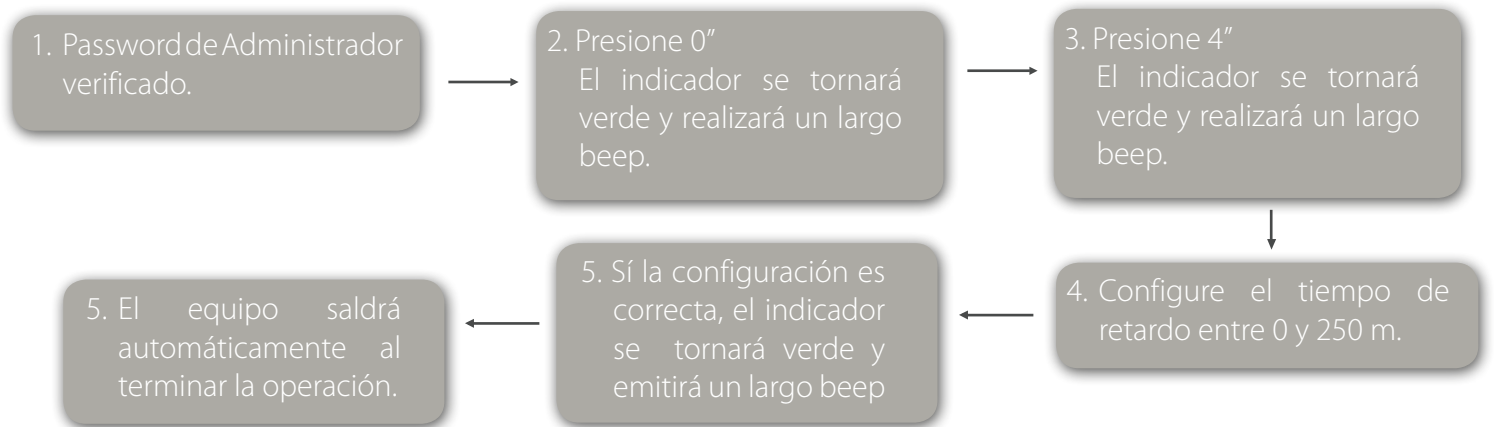 1. Password de Administrador
verificado.
2. Presione 0"
El indicador se tornará
verde y realizará un largo
beep.
3. Presione 4"
El indicador se tornará
verde y realizará un largo
beep.
4. Configure el tiempo de
retardo entre 0 y 250 m.
5. Sí la configuración es
correcta, el indicador
se tornará verde y
emitirá un largo beep
5. El equipo saldrá
automáticamente al
terminar la operación.